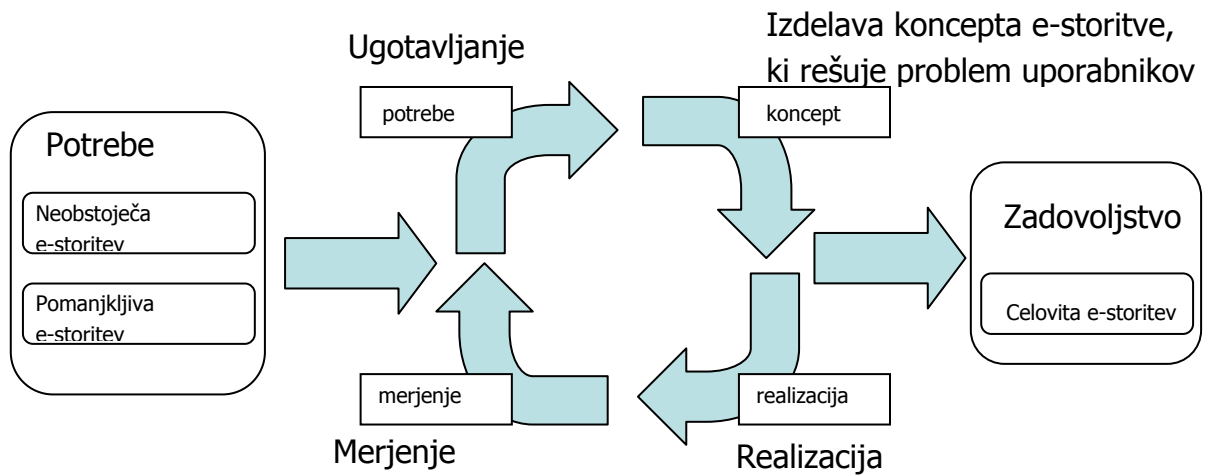 Ugotavljanje
Izdelava koncepta e-storitve,
ki rešuje problem uporabnikov
potrebe
koncept
Potrebe
Neobstoječa
e-storitev
Pomanjkljiva
e-storitev
Zadovoljstvo
Celovita e-storitev
merjenje
realizacija
Merjenje
Realizacija